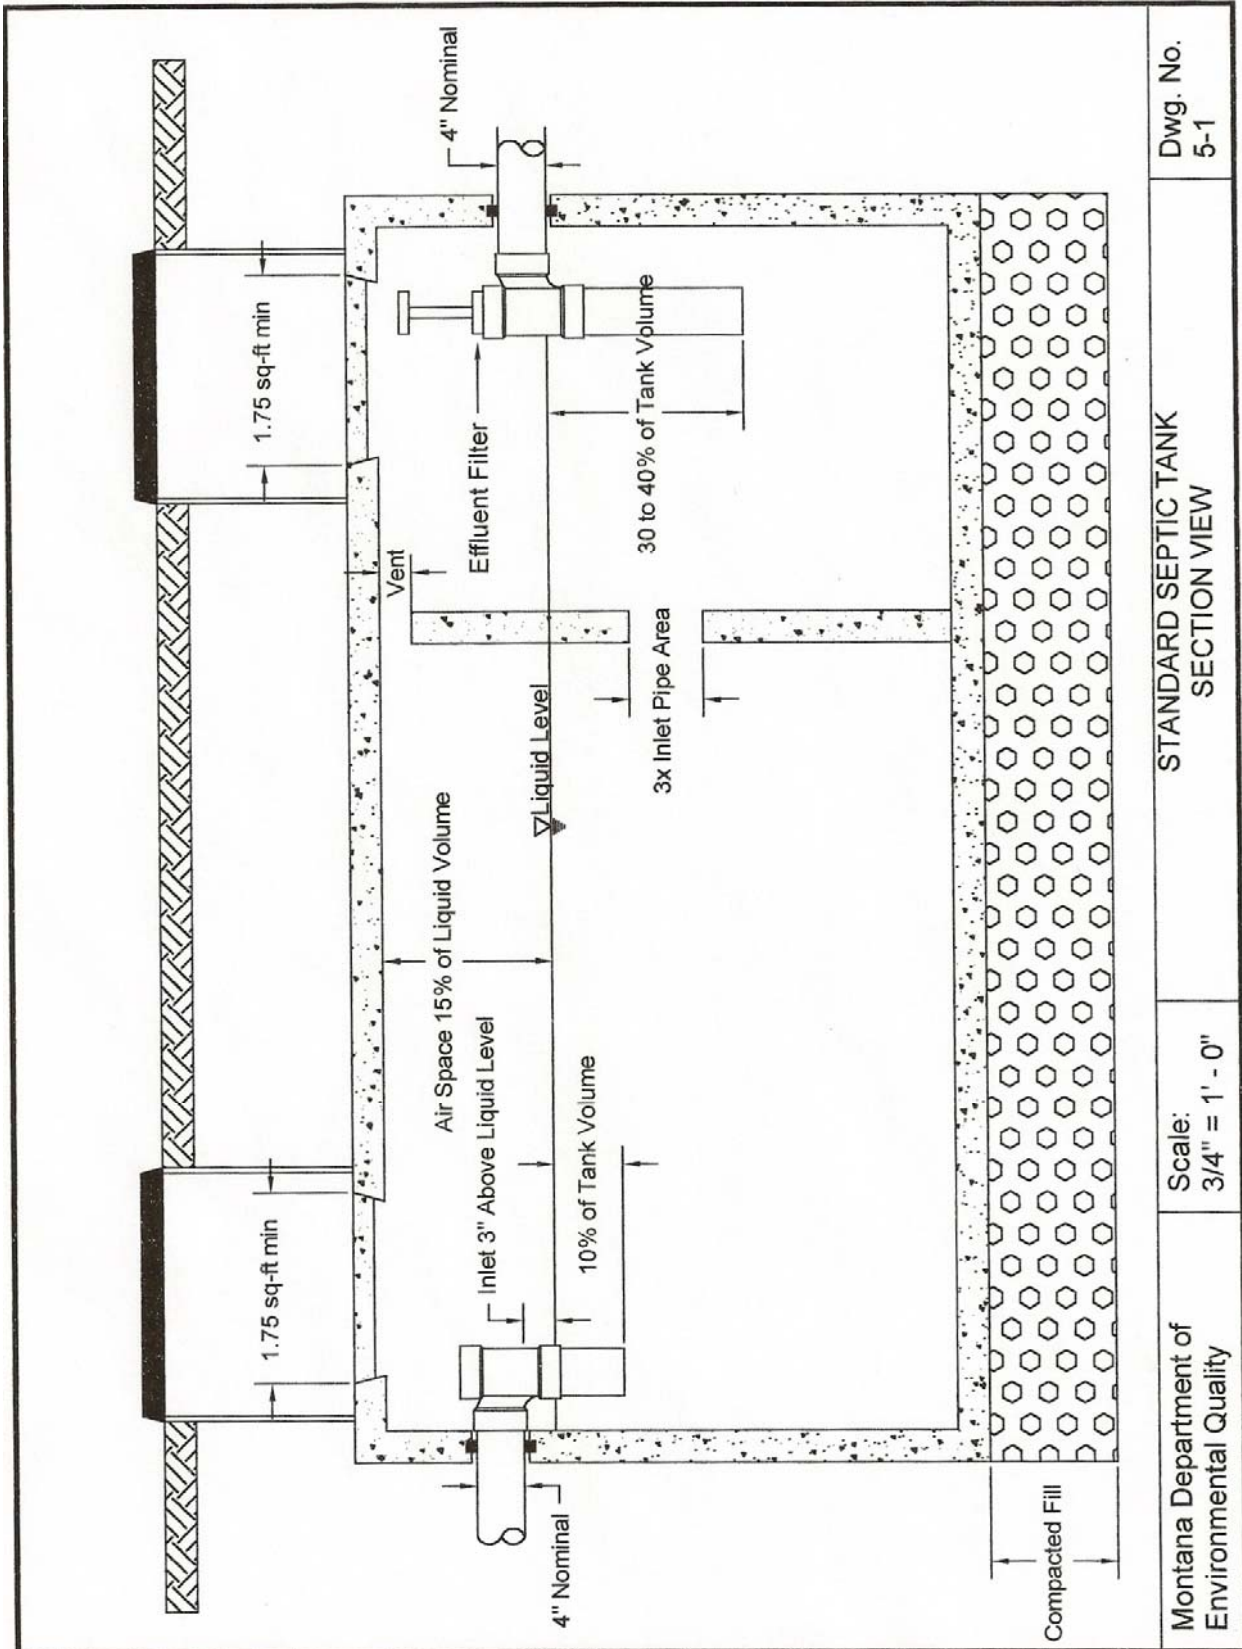 1.75 sq-ft min
1.75 sq-ft min
4" Nominal
Vent
Effluent Filter
Air Space 15% of Liquid Volume
Inlet 3" Above Liquid Level
Liquid Level
4" Nominal
10% of Tank Volume
3x Inlet Pipe Area
30 to 40% of Tank Volume
Compacted Fill
Montana Department of
Environmental Quality
Scale:
3/4" = 1' - 0"
STANDARD SEPTIC TANK
SECTION VIEW
Dwg. No.
5-1